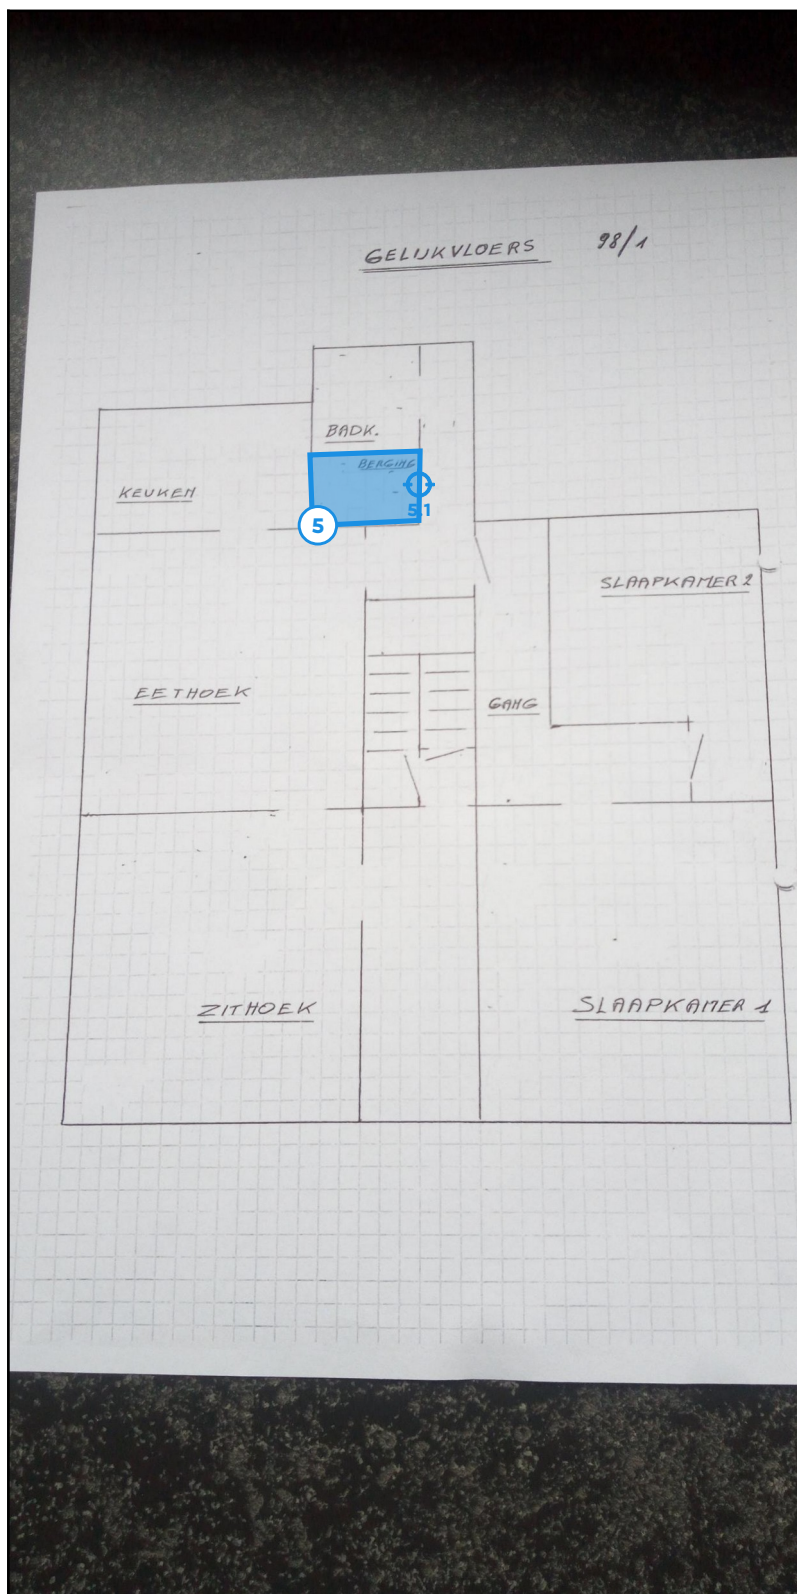 GELIJKVLOERS 98/1
BADK.
BERGING
KEUKEN
5
5.1
SLAAPKAMER 2
EETHOEK
GANG
ZITHOEK
SLAAPKAMER 1